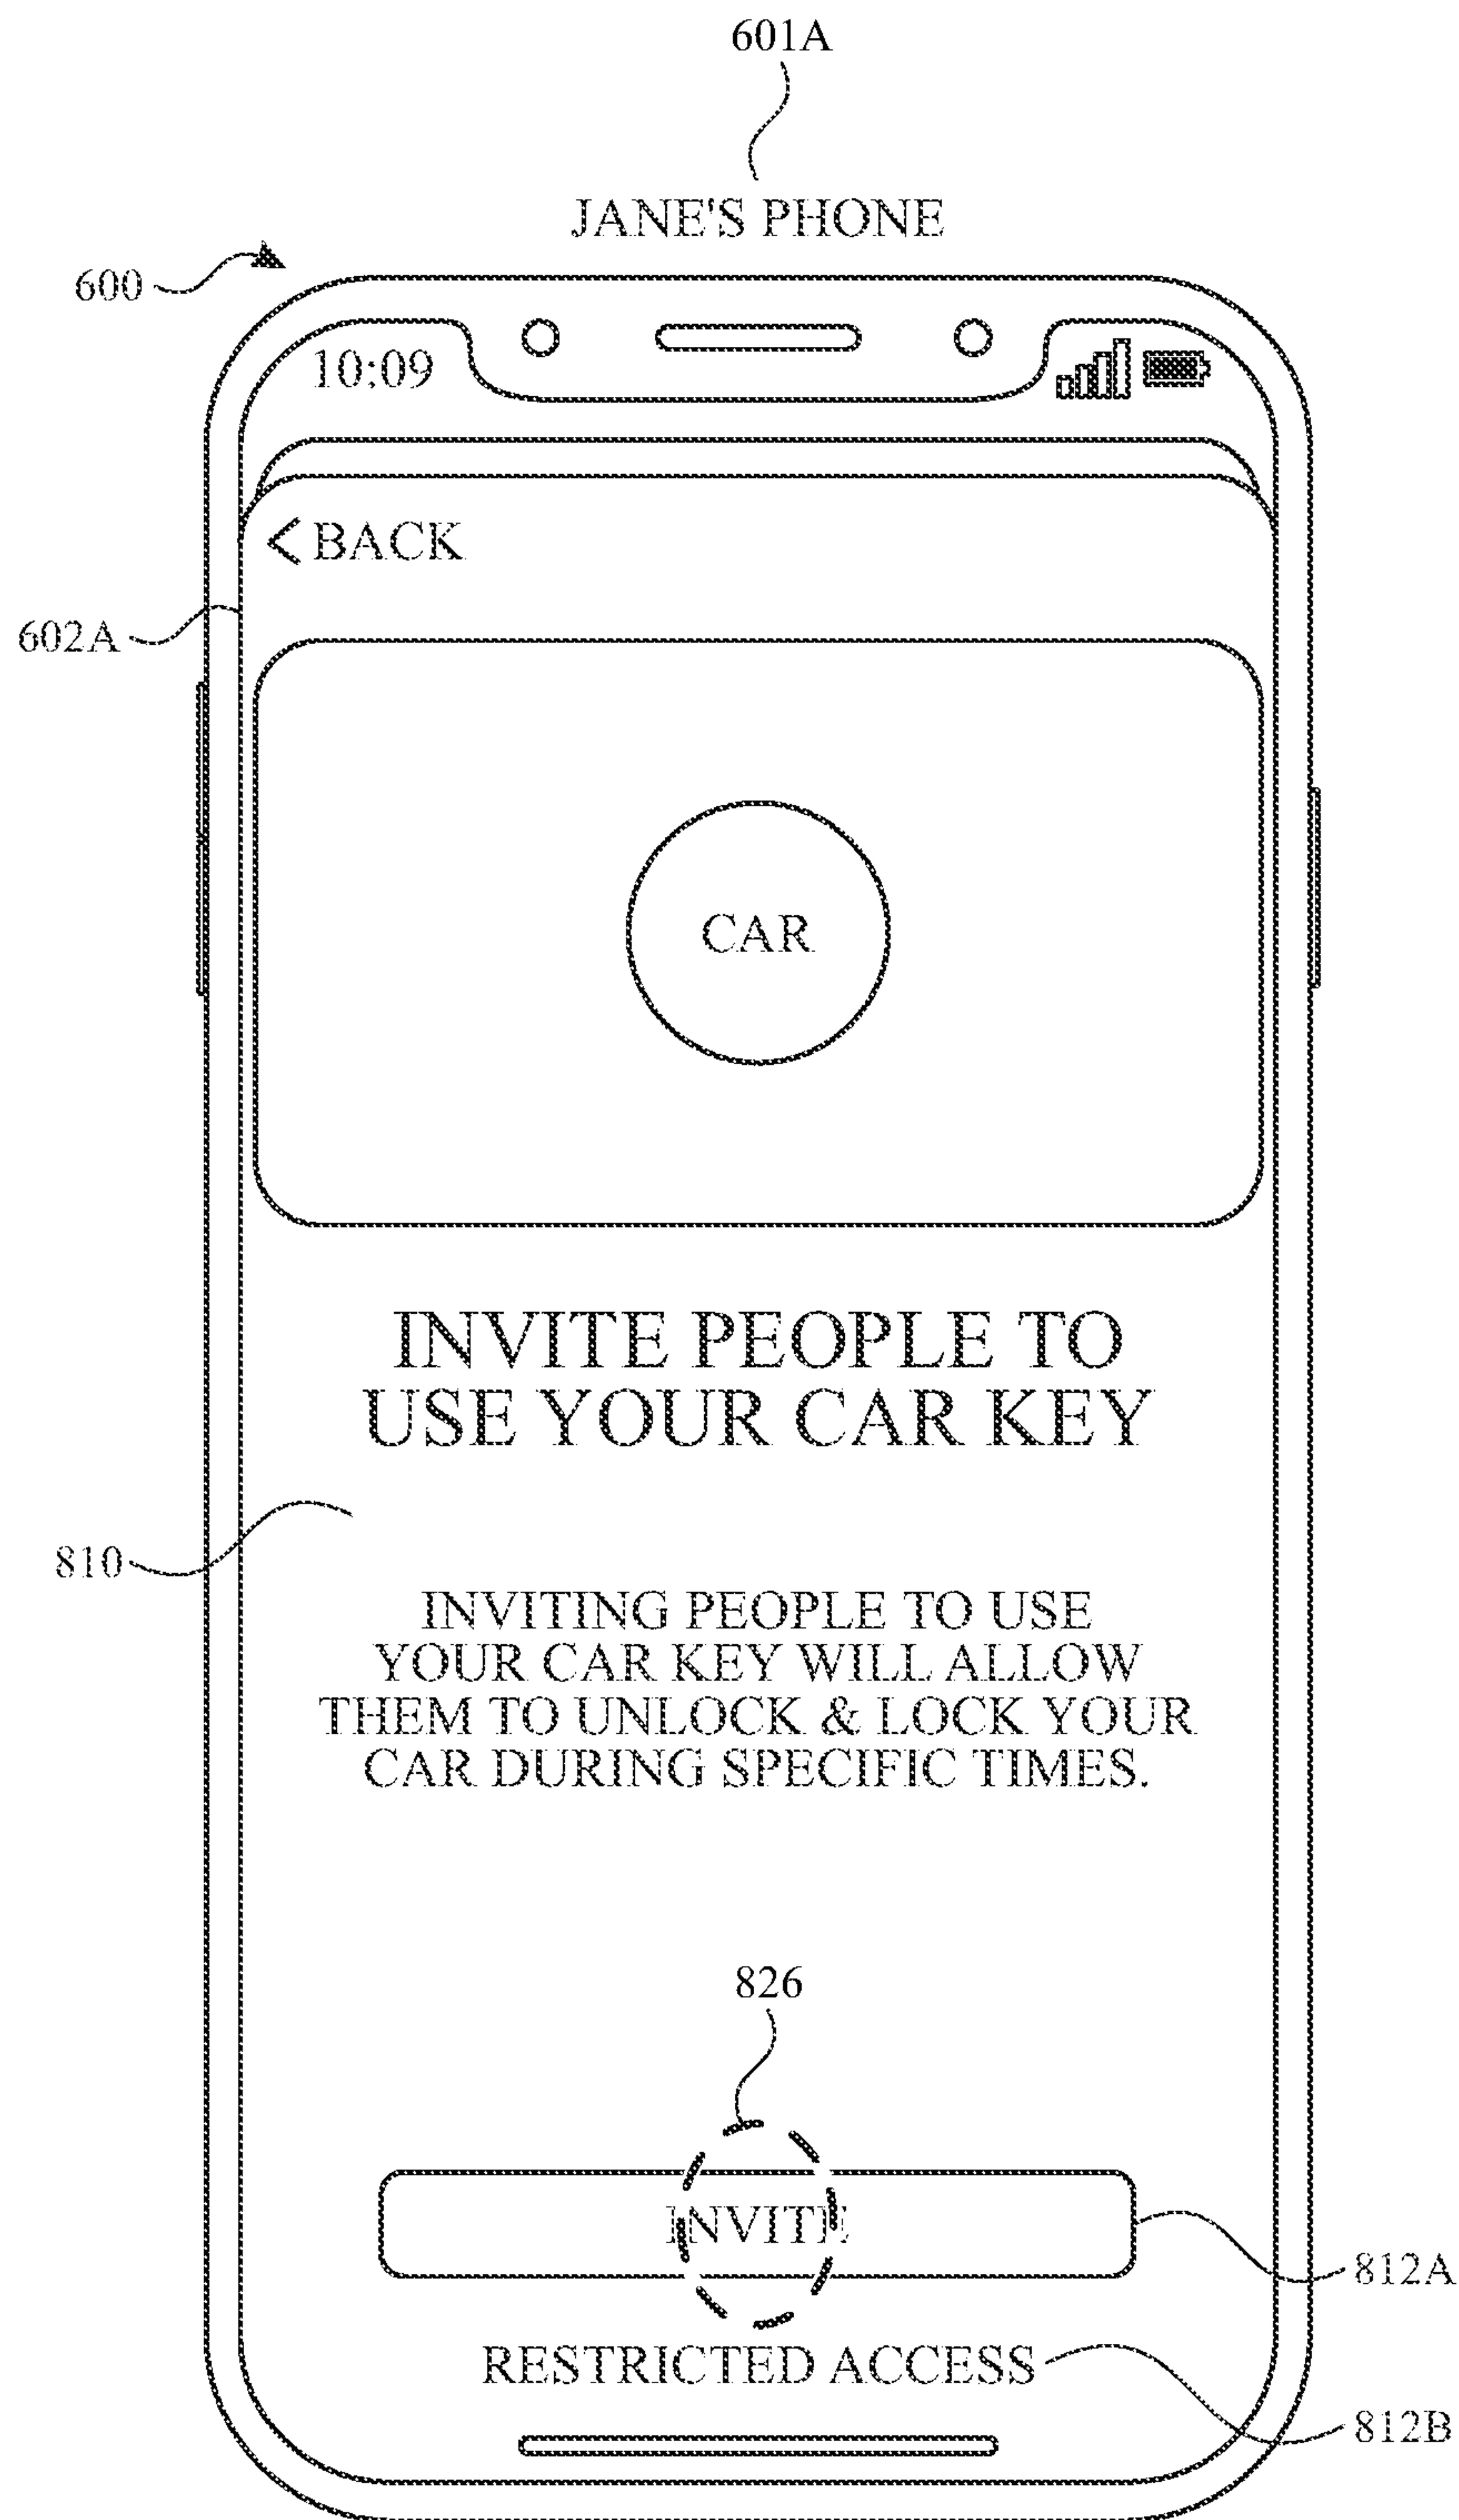 601A
JANE'S PHONE
600
10:09
< BACK
602A
CAR
INVITE PEOPLE TO
USE YOUR CAR KEY
810
INVITING PEOPLE TO USE
YOUR CAR KEY WILL ALLOW
THEM TO UNLOCK & LOCK YOUR
CAR DURING SPECIFIC TIMES.
826
INVITE
812A
RESTRICTED ACCESS
812B